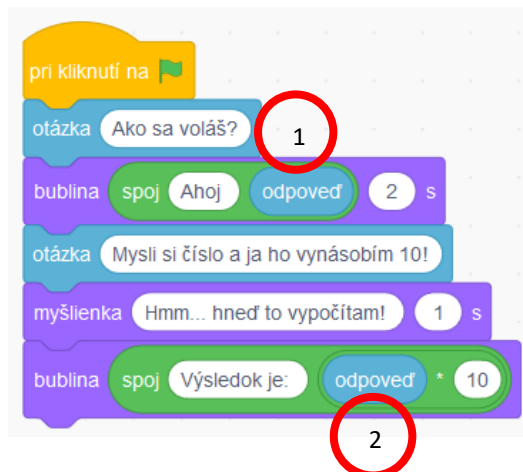 pri kliknutí na
otázka Ako sa voláš?
1
bublina spoj Ahoj odpoveď 2 s
otázka Mysli si číslo a ja ho vynásobím 10!
myšlienka Hmm... hneď to vypočítam! 1 s
bublina spoj Výsledok je: odpoveď * 10
2